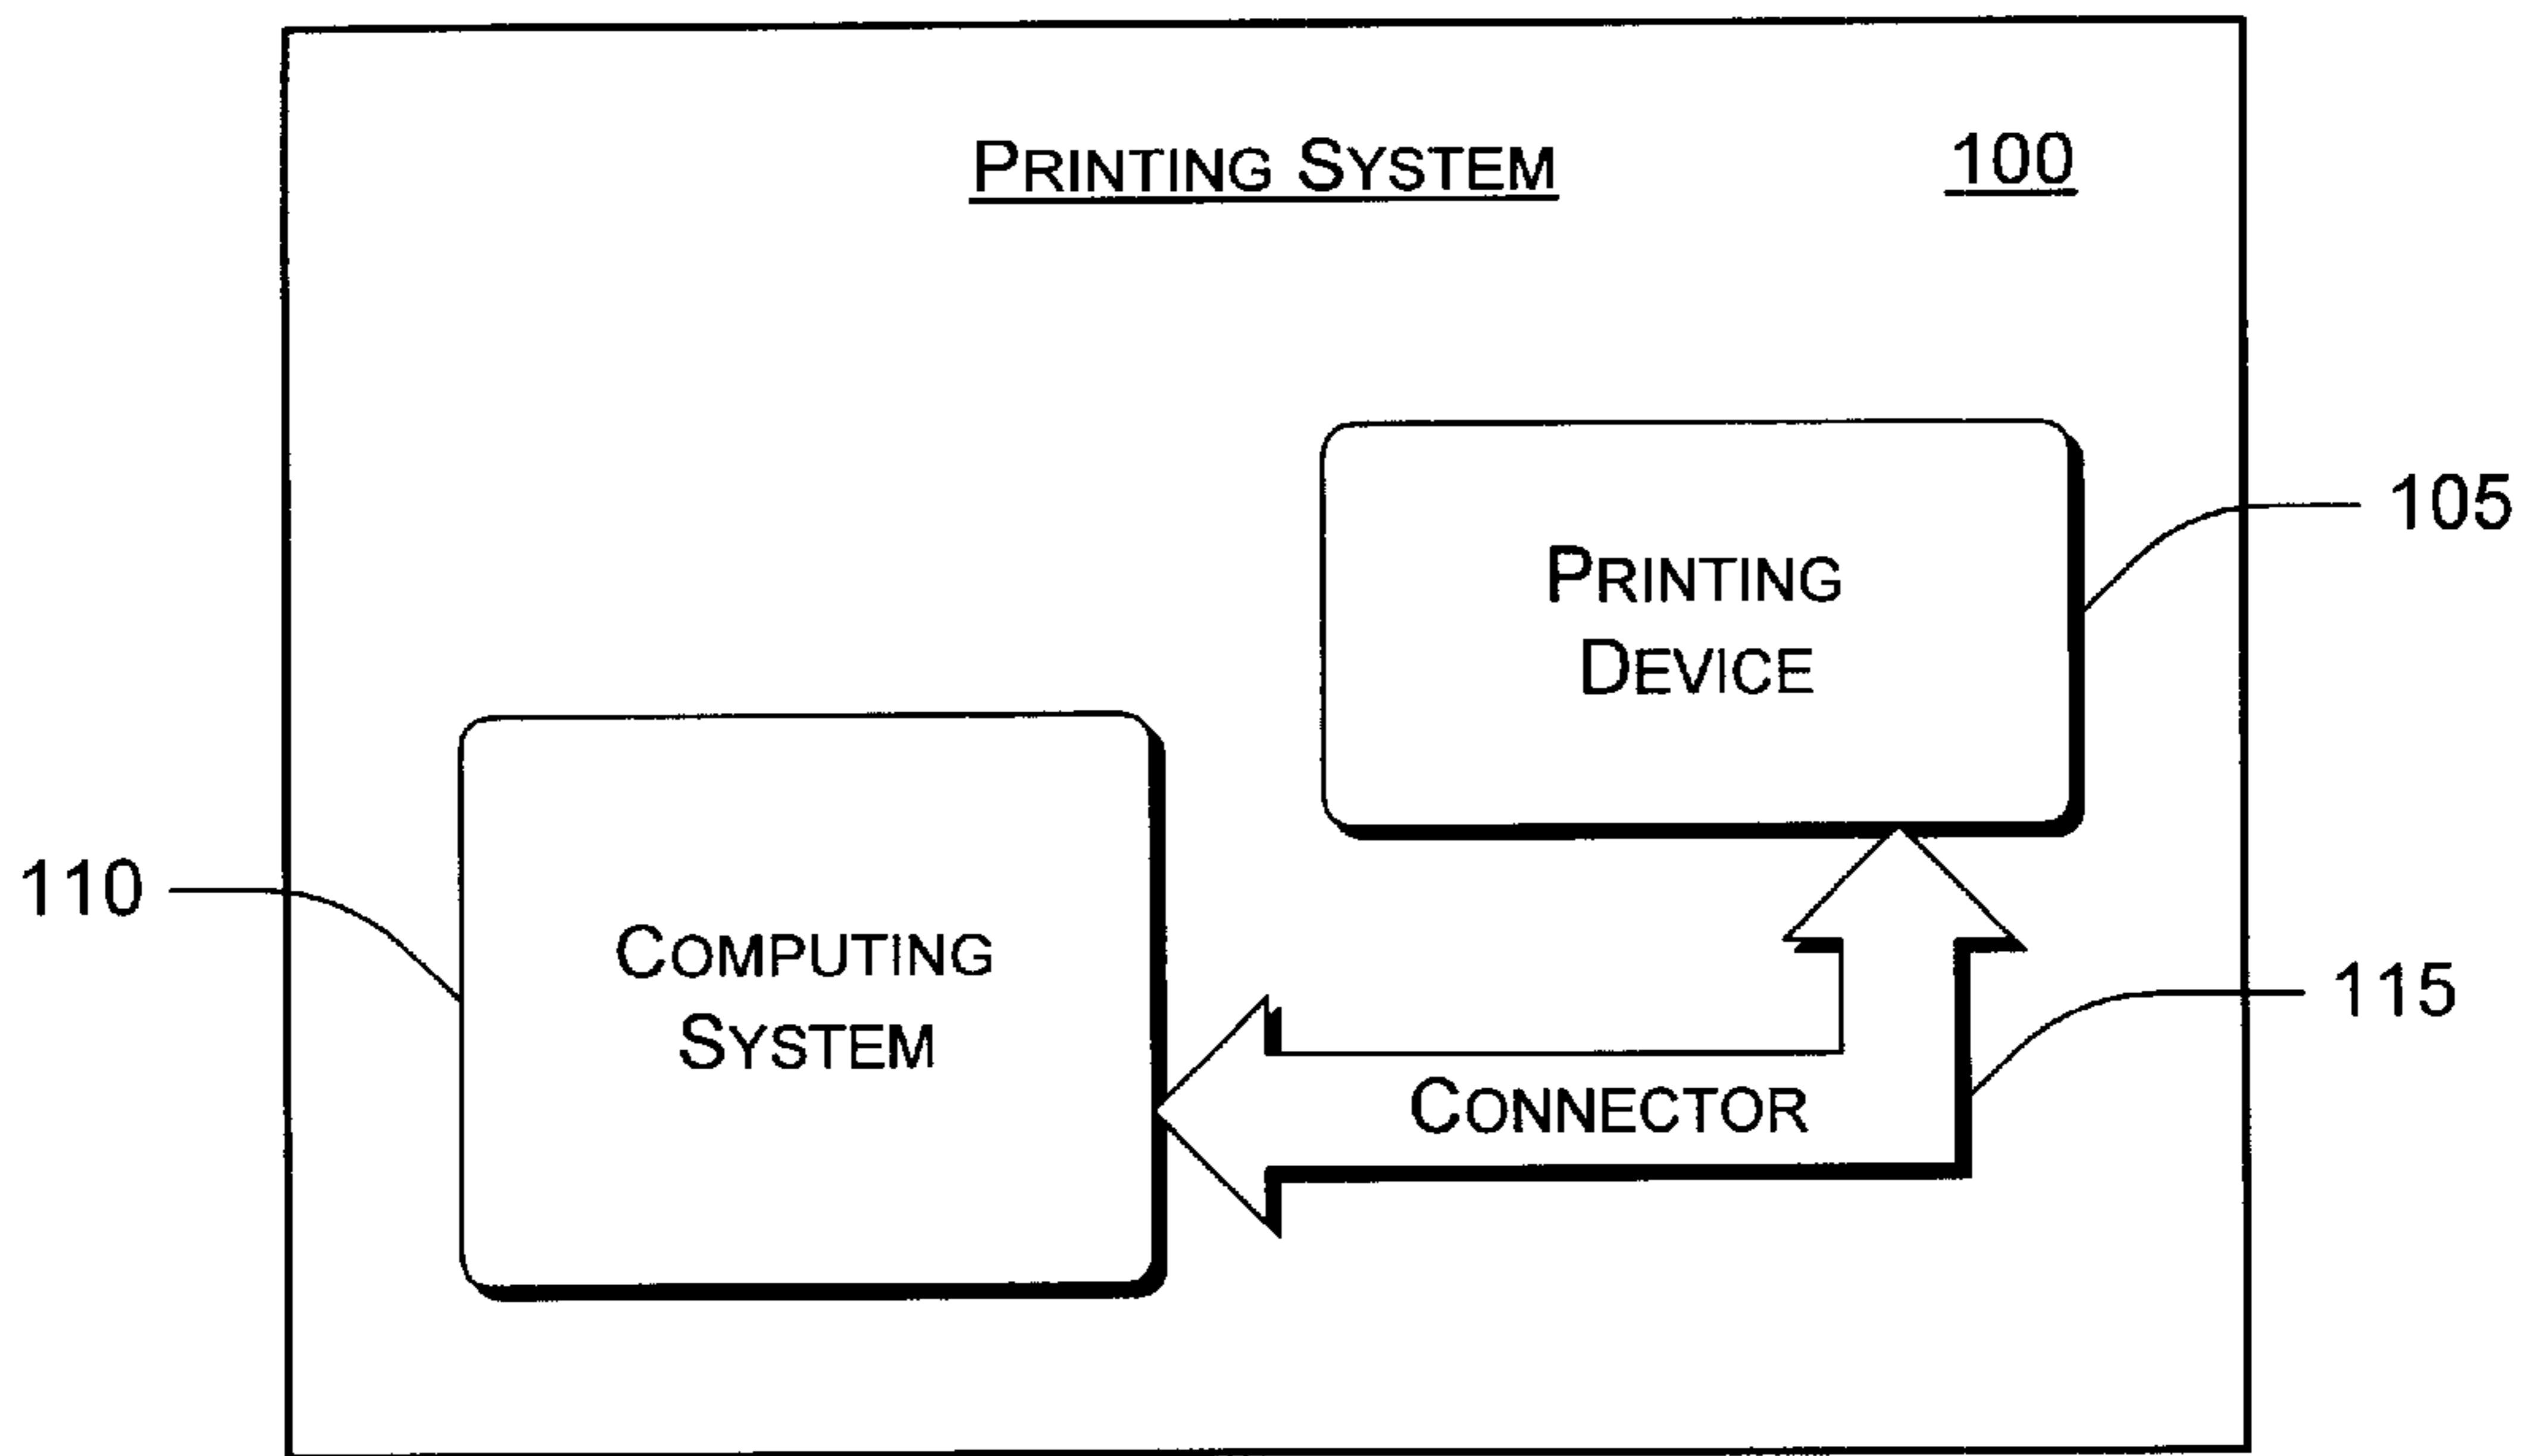 PRINTING SYSTEM
100
PRINTING
DEVICE
105
COMPUTING
SYSTEM
110
CONNECTOR
115